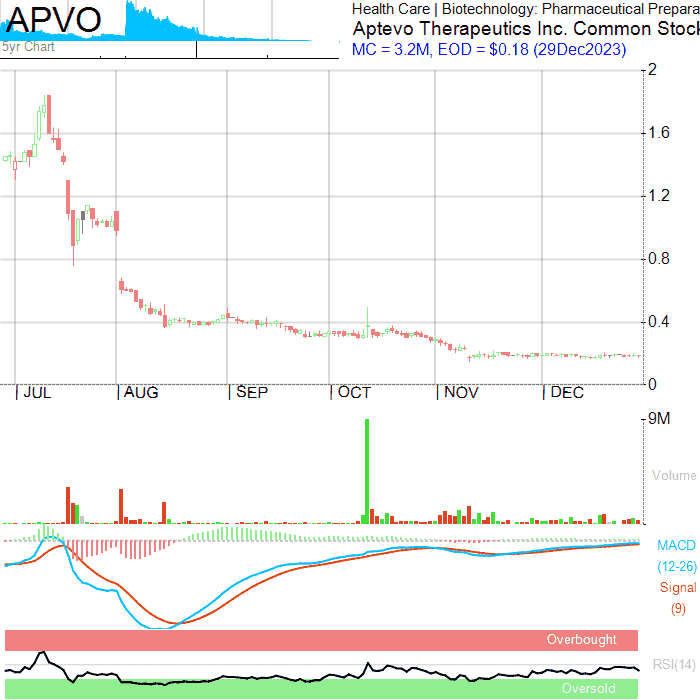 APVO
5yr Chart
Health Care | Biotechnology: Pharmaceutical Prepara
Aptevo Therapeutics Inc. Common Stock
MC = 3.2M, EOD = $0.18 (29Dec2023)
2
1.6
1.2
0.8
0.4
0
JUL AUG SEP OCT NOV DEC
9M
Volume
MACD
(12-26)
Signal
(9)
Overbought
RSI(14)
Oversold